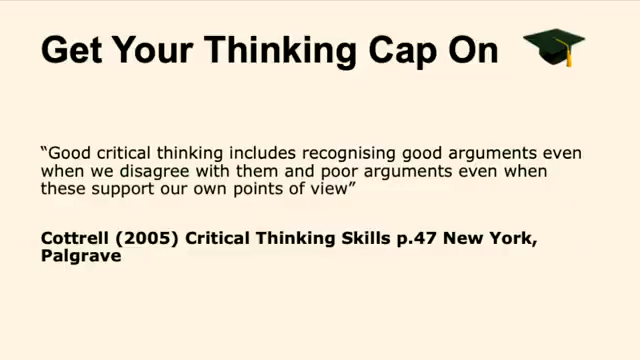 Get Your Thinking Cap On
“Good critical thinking includes recognising good arguments even
when we disagree with them and poor arguments even when
these support our own points of view”
Cottrell (2005) Critical Thinking Skills p.47 New York,
Palgrave